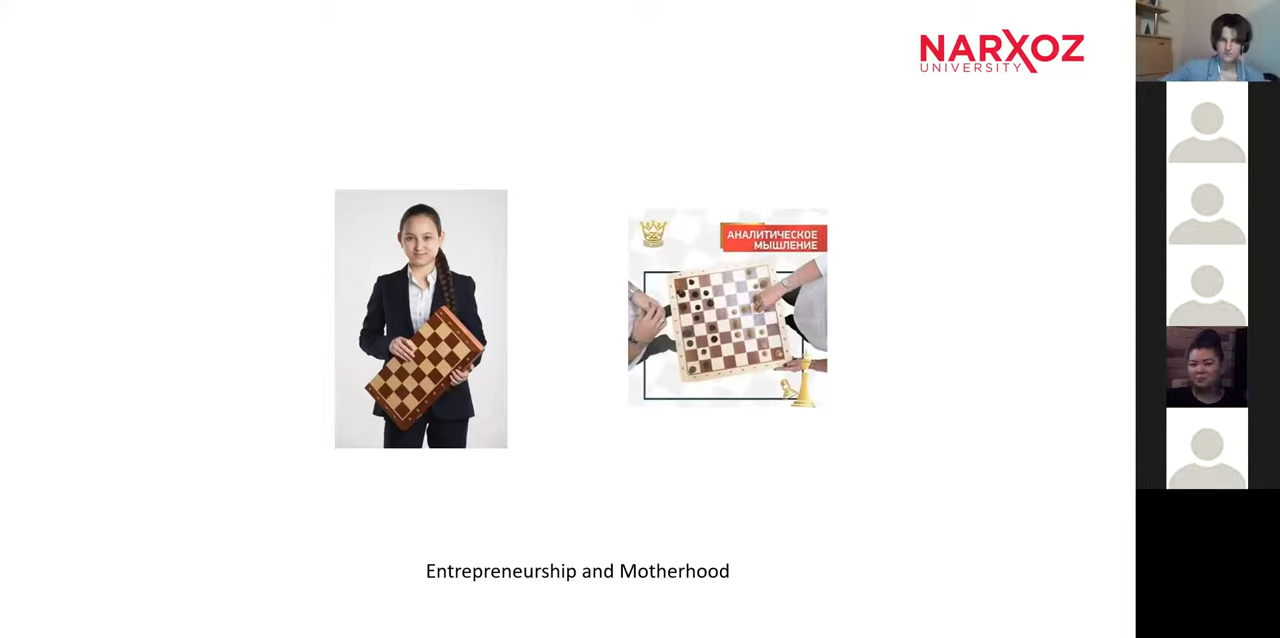 NARXOZ
UNIVERSITY
АНАЛИТИЧЕСКОЕ
МЫШЛЕНИЕ
Entrepreneurship and Motherhood